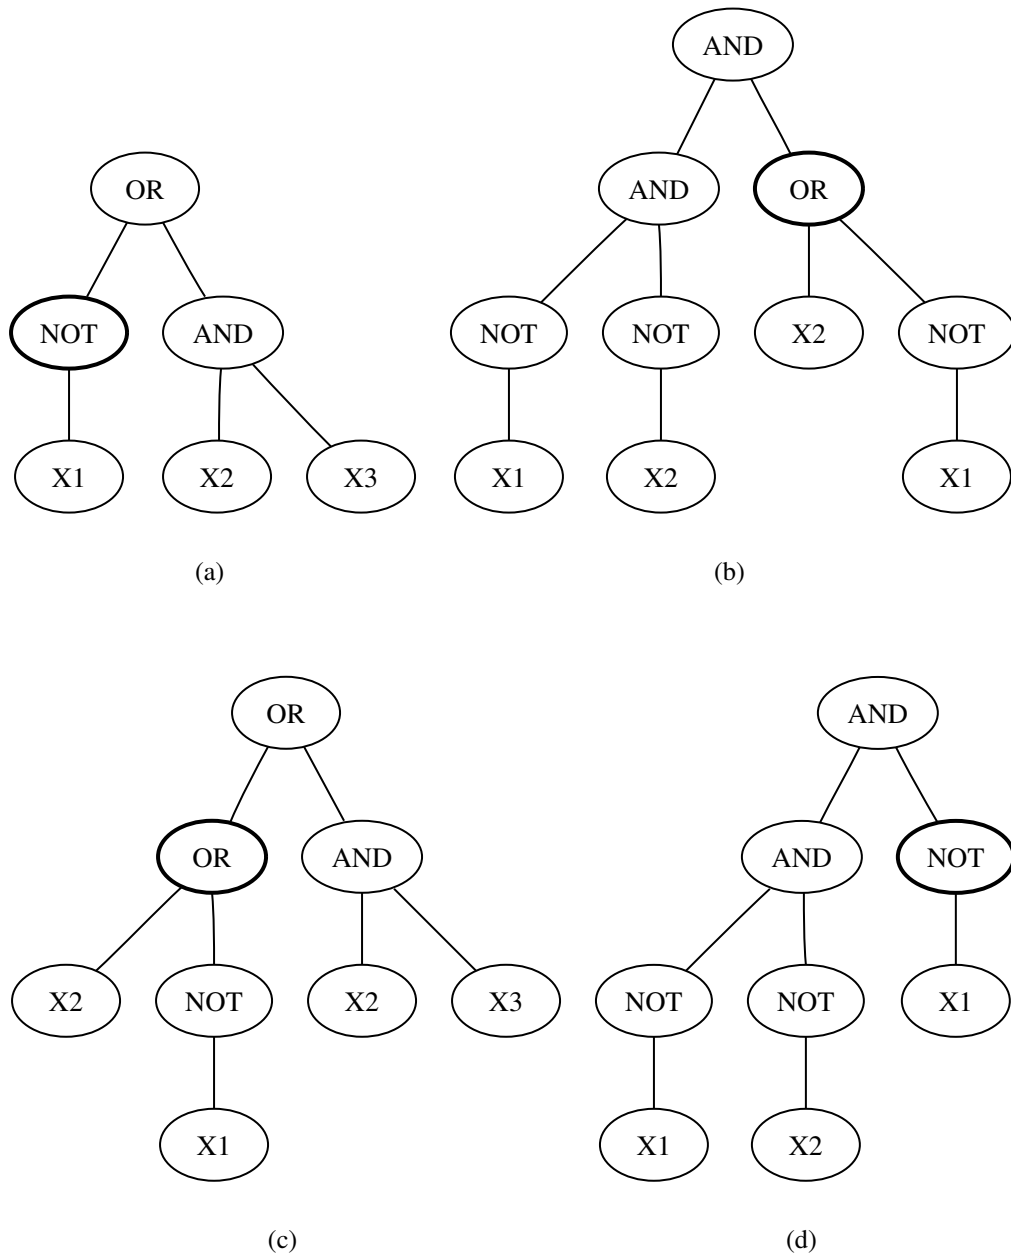 AND
OR
AND
OR
NOT
AND
NOT
NOT
X2
NOT
X1
X2
X3
X1
X2
X1
(a)
(b)
OR
AND
OR
AND
AND
NOT
X2
NOT
X2
X3
NOT
NOT
X1
X1
X1
X2
(c)
(d)